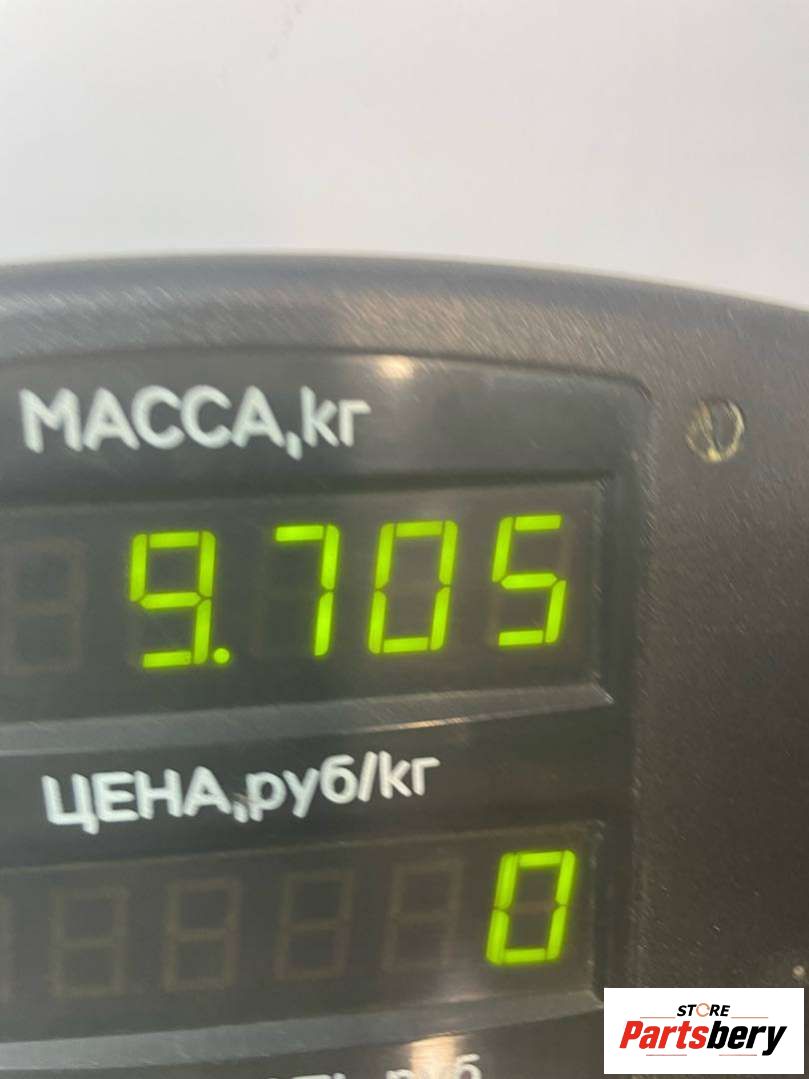 МАССА,кг
9.705
ЦЕНА,руб/кг
0
STORE
Partsbery